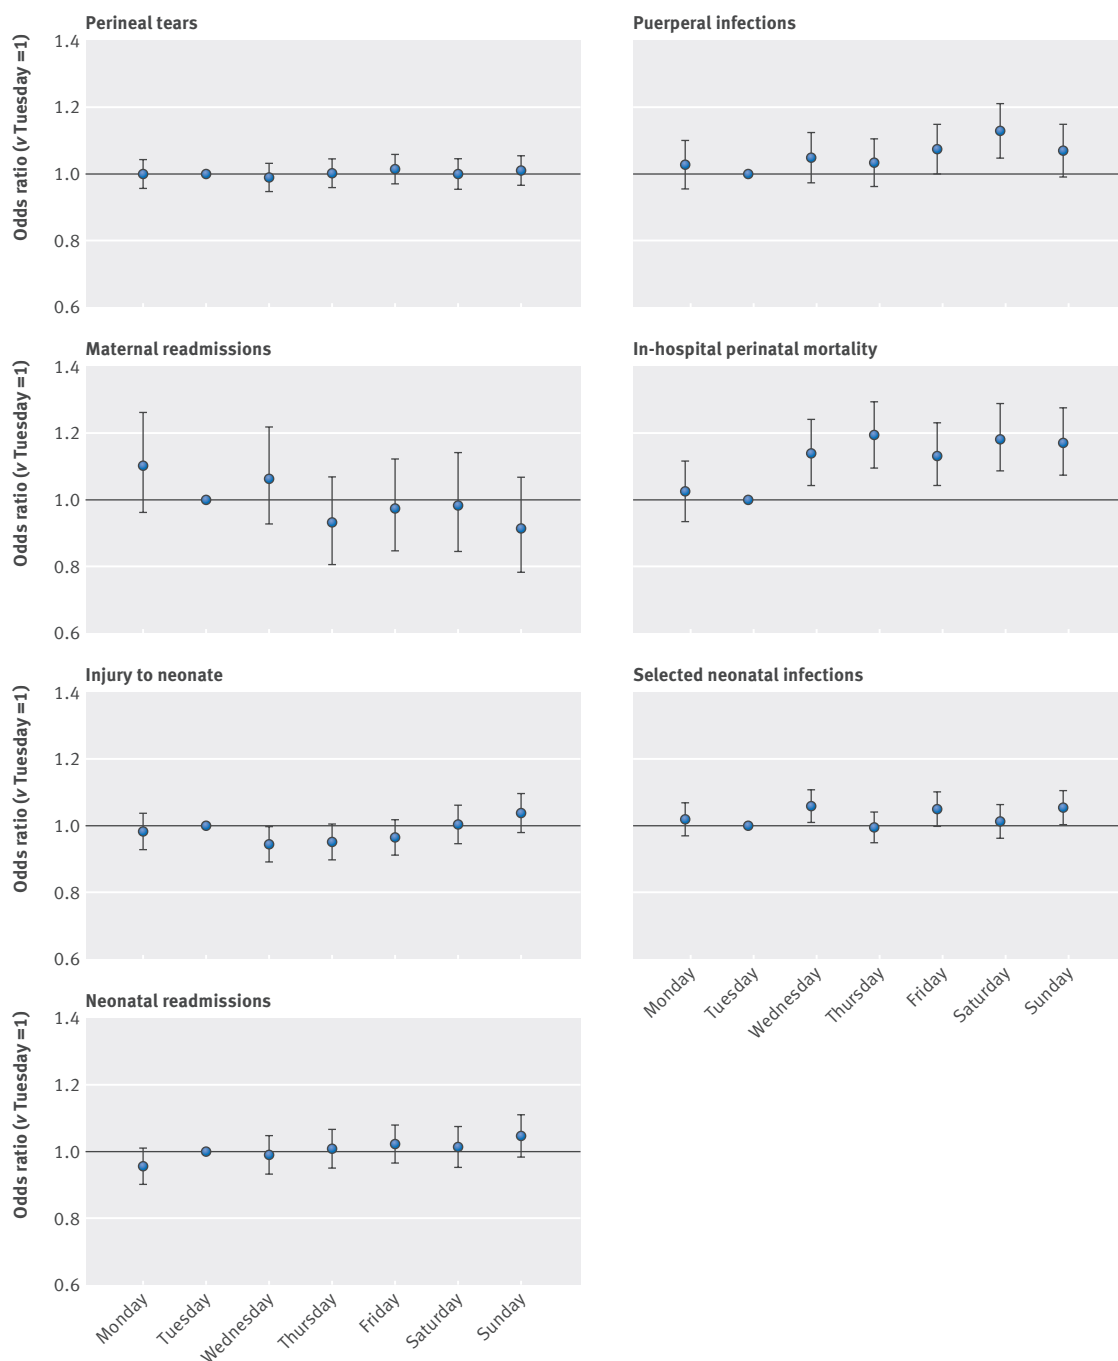 Perineal tears
Puerperal infections
Odds ratio (v Tuesday =1)
1.4
1.2
1.0
0.8
0.6
Maternal readmissions
In-hospital perinatal mortality
Odds ratio (v Tuesday =1)
1.4
1.2
1.0
0.8
0.6
Injury to neonate
Selected neonatal infections
Odds ratio (v Tuesday =1)
1.4
1.2
1.0
0.8
0.6
Monday
Tuesday
Wednesday
Thursday
Friday
Saturday
Sunday
Neonatal readmissions
Odds ratio (v Tuesday =1)
1.4
1.2
1.0
0.8
0.6
Monday
Tuesday
Wednesday
Thursday
Friday
Saturday
Sunday